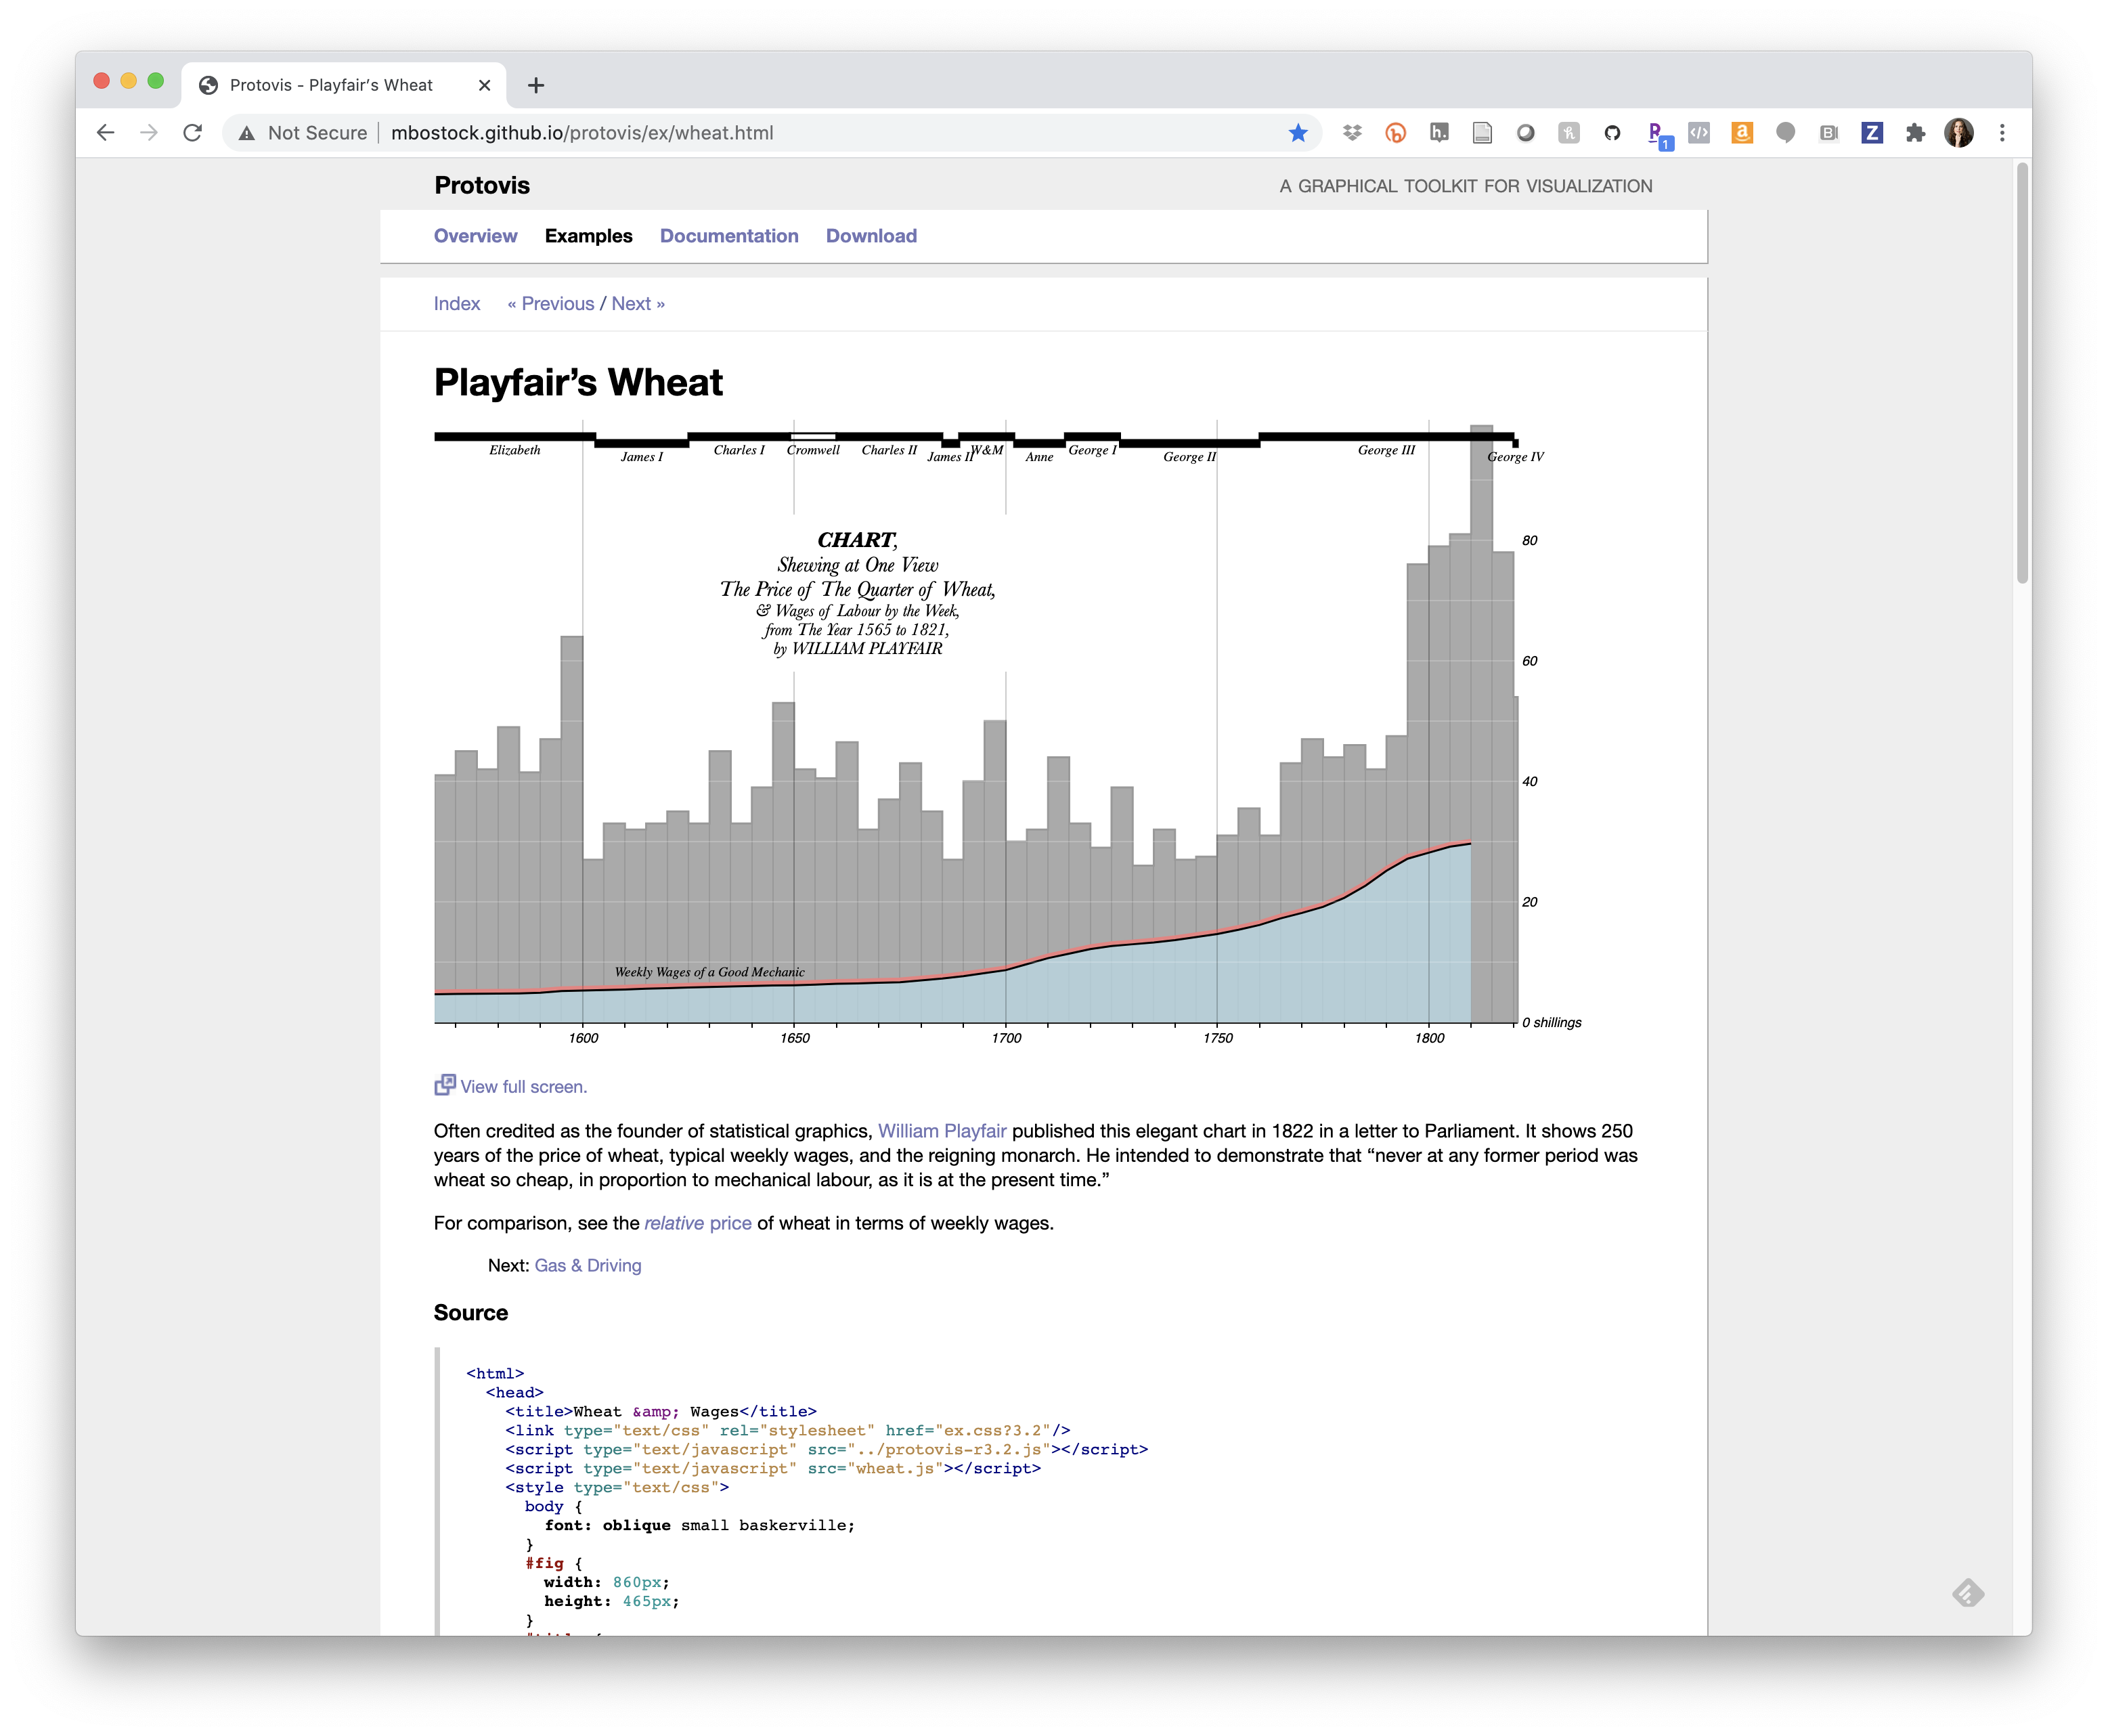 Protovis - Playfair's Wheat
Not Secure | mbostock.github.io/protovis/ex/wheat.html
Protovis
A GRAPHICAL TOOLKIT FOR VISUALIZATION
Overview Examples Documentation Download
Index « Previous / Next »
Playfair's Wheat
Elizabeth James I Charles I Cromwell Charles II James II W&M Anne George I George II George III George IV
CHART,
Shewing at One View
The Price of The Quarter of Wheat,
& Wages of Labour by the Week,
from The Year 1565 to 1821,
by WILLIAM PLAYFAIR
80
60
40
20
Weekly Wages of a Good Mechanic
0 shillings
1600 1650 1700 1750 1800
View full screen.
Often credited as the founder of statistical graphics, William Playfair published this elegant chart in 1822 in a letter to Parliament. It shows 250
years of the price of wheat, typical weekly wages, and the reigning monarch. He intended to demonstrate that “never at any former period was
wheat so cheap, in proportion to mechanical labour, as it is at the present time.”
For comparison, see the relative price of wheat in terms of weekly wages.
Next: Gas & Driving
Source
<html>
<head>
<title>Wheat &amp; Wages</title>
<link type="text/css" rel="stylesheet" href="ex.css?3.2"/>
<script type="text/javascript" src="../protovis-r3.2.js"></script>
<script type="text/javascript" src="wheat.js"></script>
<style type="text/css">
body {
font: oblique small baskerville;
}
#fig {
width: 860px;
height: 465px;
}